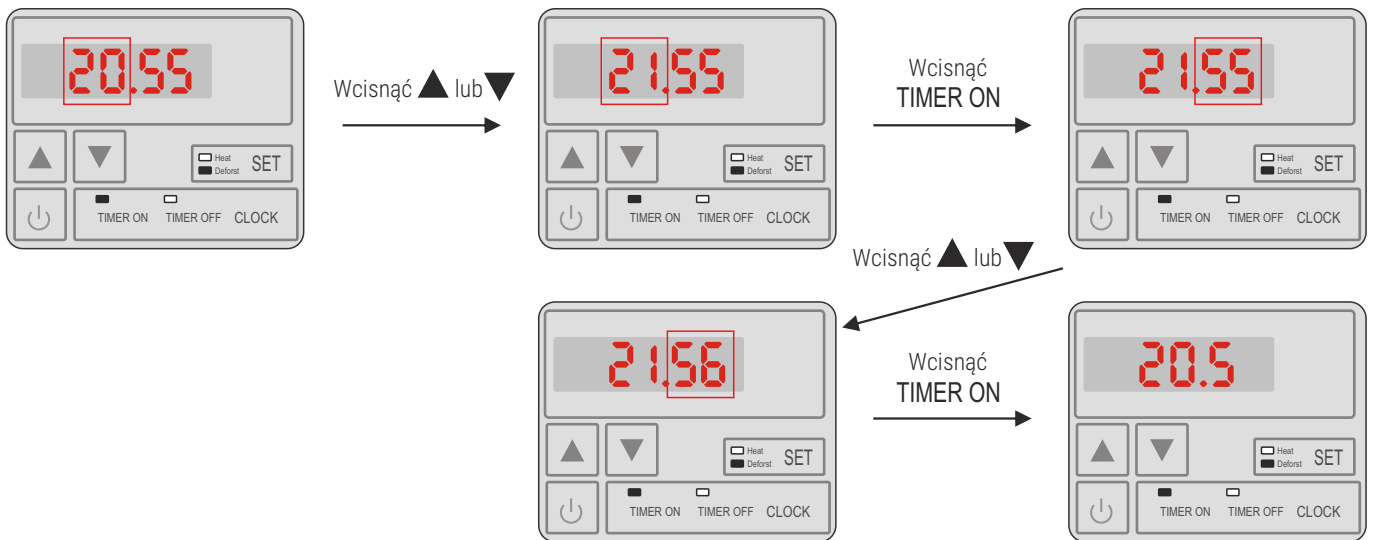 20.55
Heat
Deforst
SET
TIMER ON TIMER OFF CLOCK
Wcisnąć ▲ lub ▼
21.55
Heat
Deforst
SET
TIMER ON TIMER OFF CLOCK
Wcisnąć
TIMER ON
21.55
Heat
Deforst
SET
TIMER ON TIMER OFF CLOCK
Wcisnąć ▲ lub ▼
21.56
Heat
Deforst
SET
TIMER ON TIMER OFF CLOCK
Wcisnąć
TIMER ON
20.5
Heat
Deforst
SET
TIMER ON TIMER OFF CLOCK